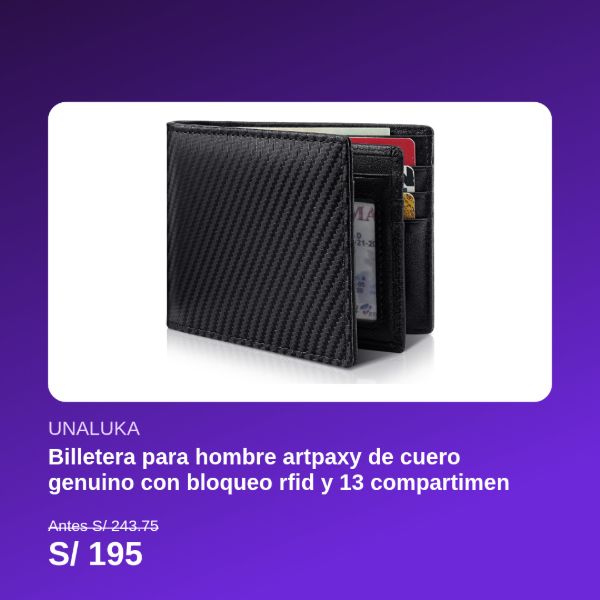 UNALUKA
Billetera para hombre artpaxy de cuero
genuino con bloqueo rfid y 13 compartimen
Antes S/ 243.75
S/ 195